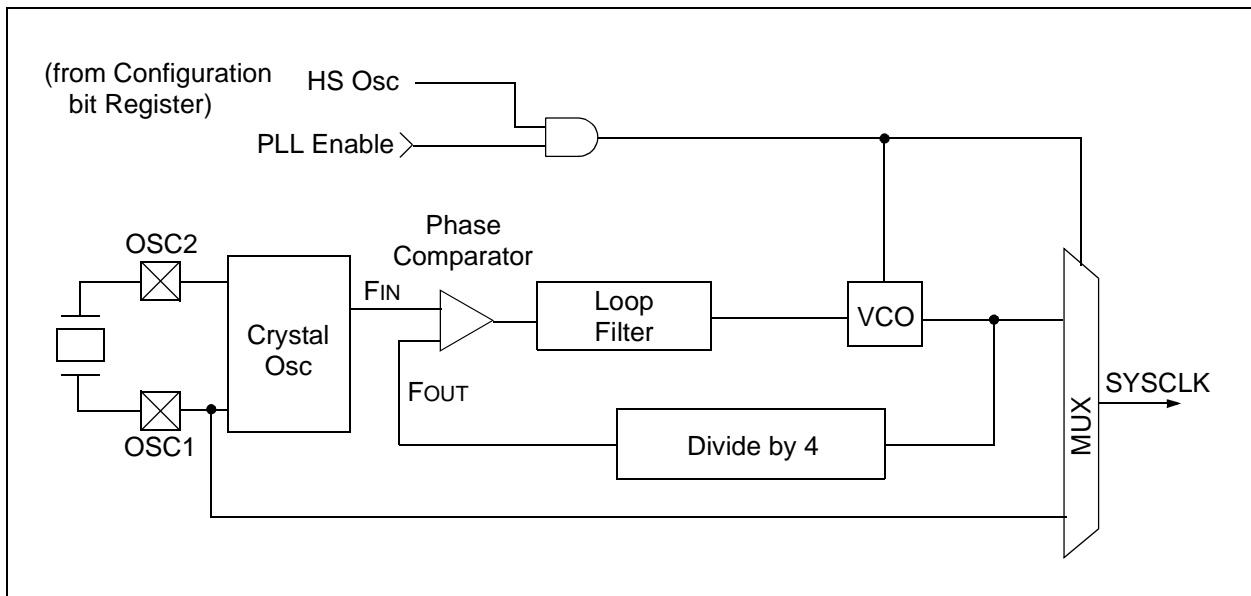 (from Configuration
bit Register)
HS Osc
PLL Enable
Phase
Comparator
OSC2
FIN
Loop
Filter
VCO
Crystal
Osc
FOUT
SYSCLK
MUX
OSC1
Divide by 4